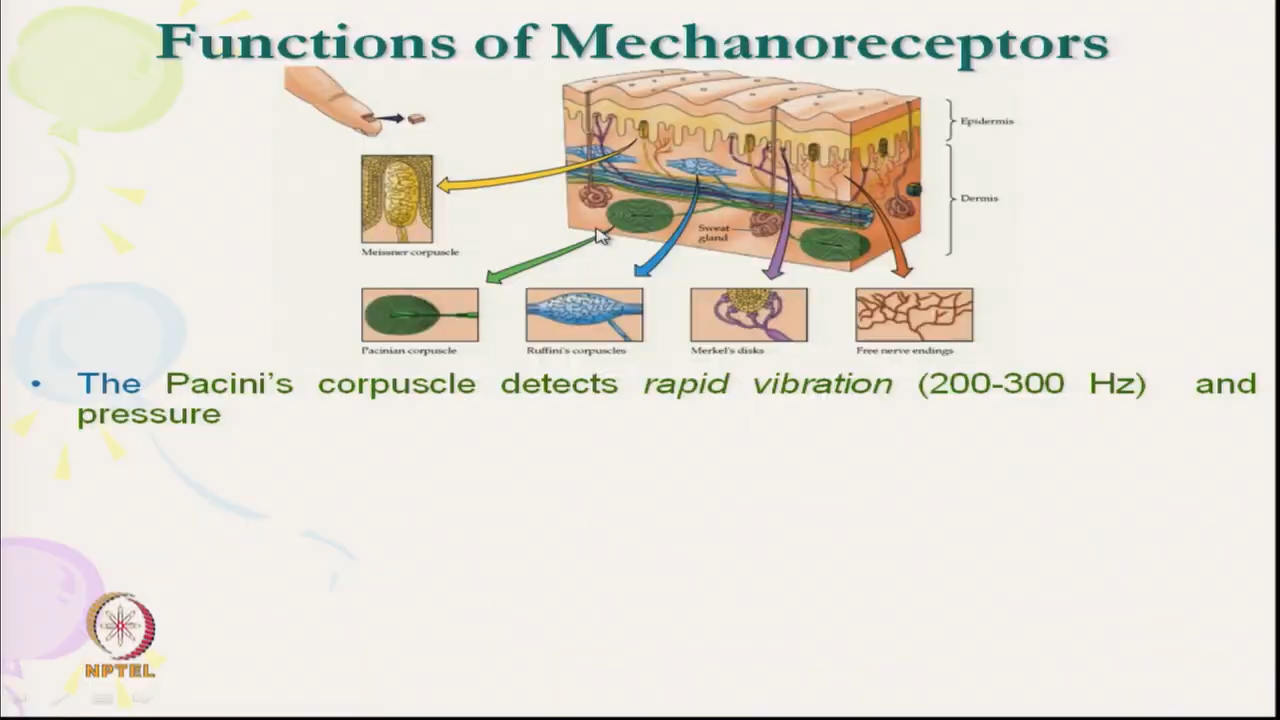 Functions of Mechanoreceptors
Epidermis
Dermis
Sweat
gland
Meissner corpuscle
Pacinian corpuscle
Ruffini's corpuscles
Merkel's disks
Free nerve endings
• The Pacini's corpuscle detects rapid vibration (200-300 Hz) and
pressure
NPTEL